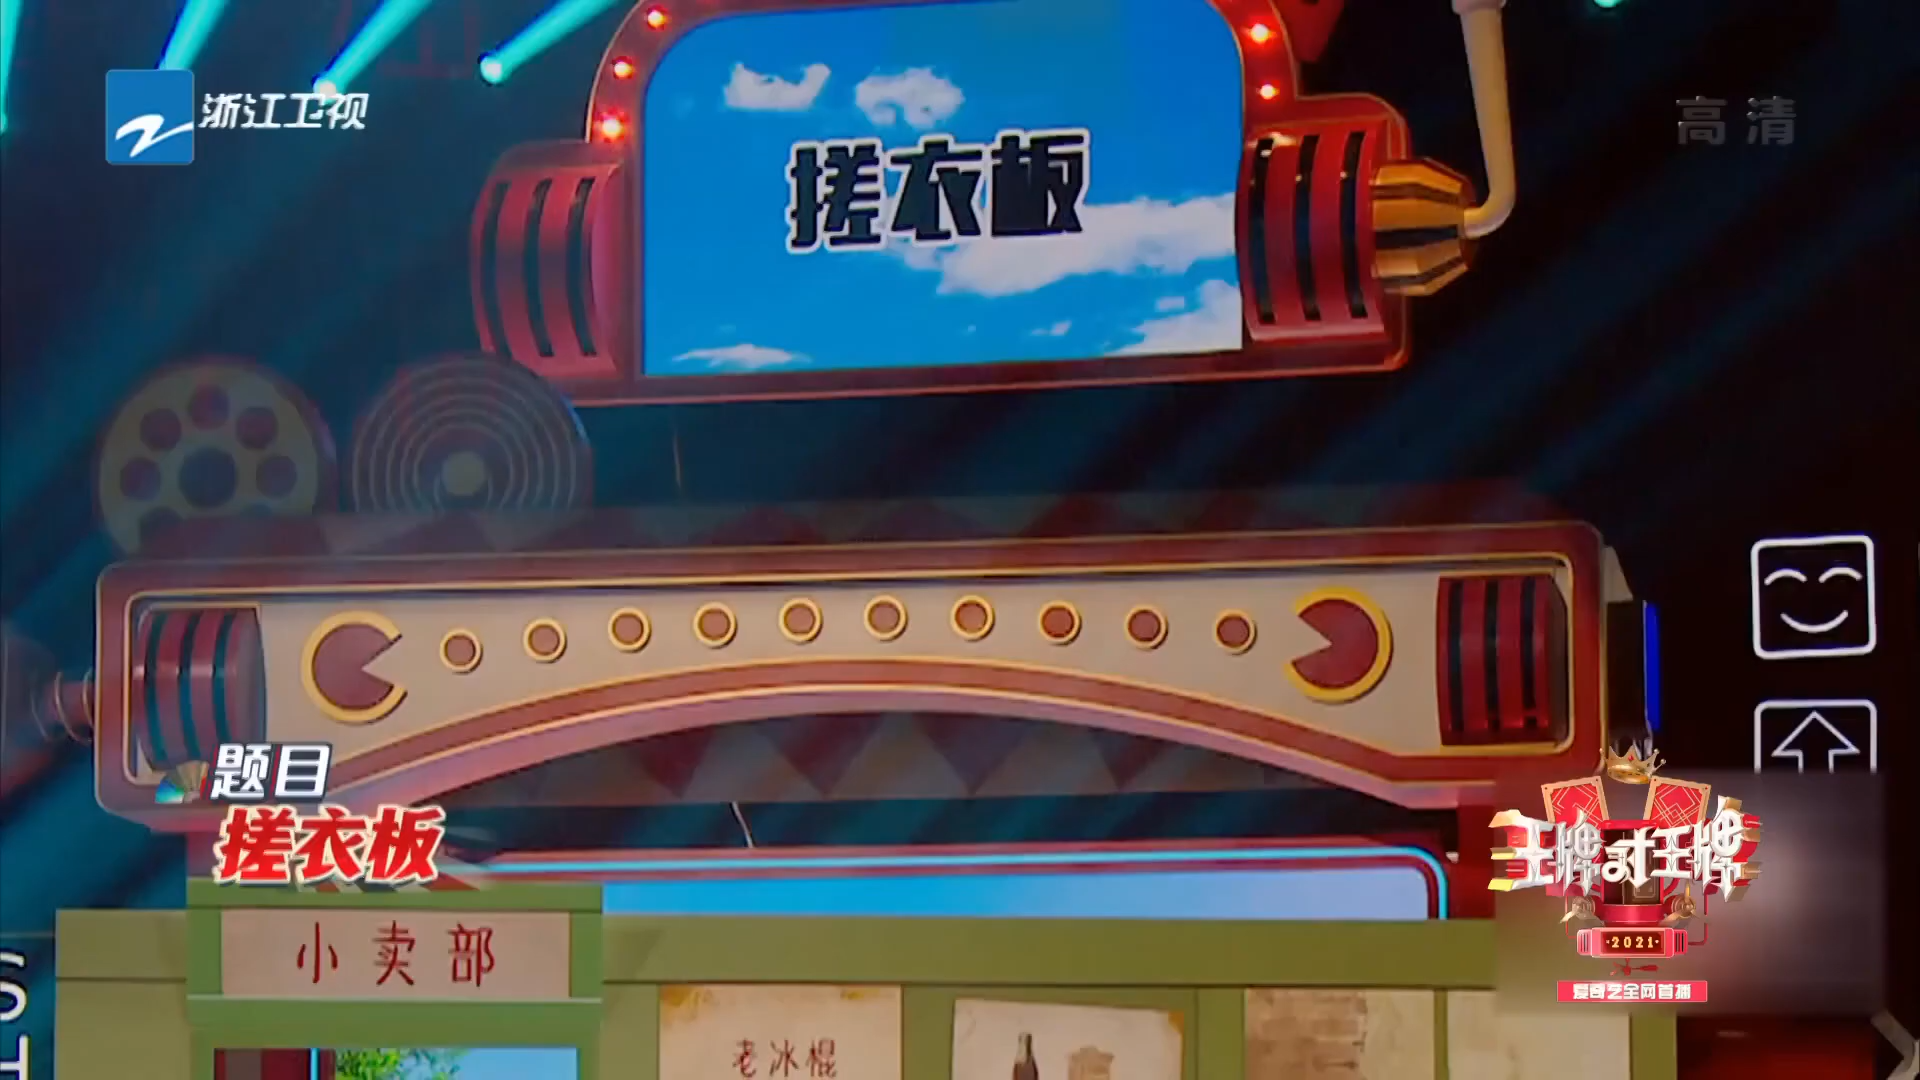 浙江卫视
高清
搓衣板
题目
搓衣板
王牌对王牌
2021
爱奇艺全网首播
小卖部
老冰棍